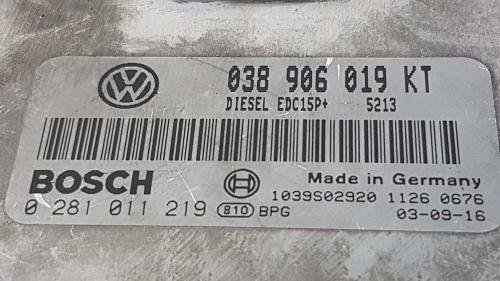 038 906 019 KT
DIESEL EDC15P+ 5213
BOSCH
Made in Germany
1039S02920 1126 0676
0 281 011 219 810 BPG
03-09-16